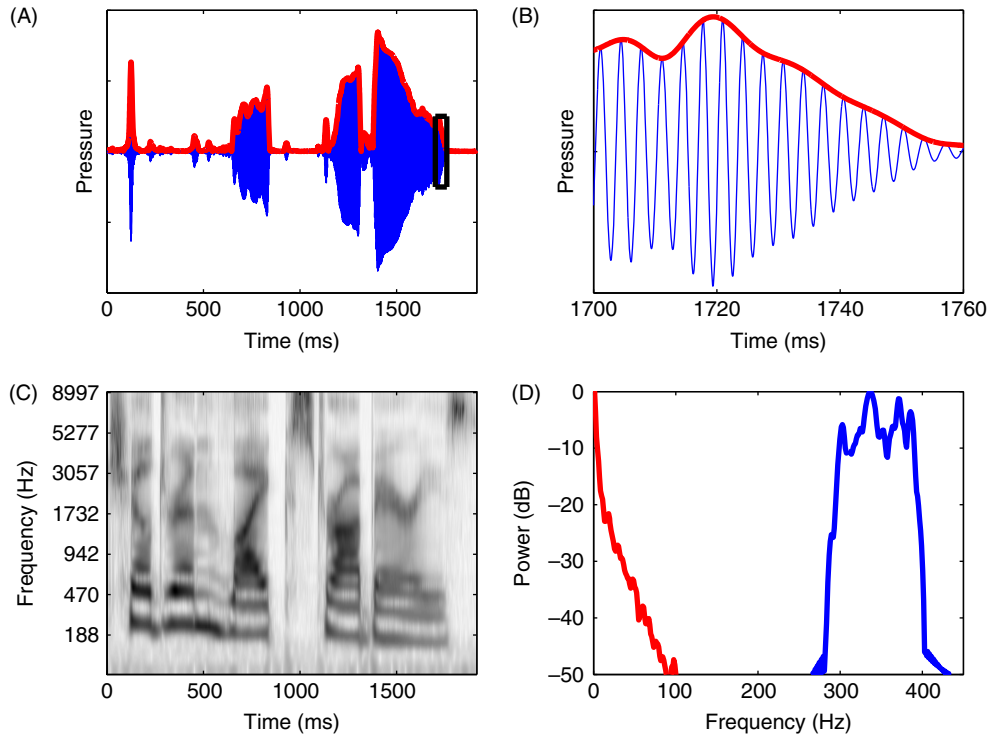 (A)
Pressure
0 500 1000 1500
Time (ms)
(B)
Pressure
1700 1720 1740 1760
Time (ms)
(C)
Frequency (Hz)
8997
5277
3057
1732
942
470
188
0 500 1000 1500
Time (ms)
(D)
Power (dB)
0
−10
−20
−30
−40
−50
0 100 200 300 400
Frequency (Hz)